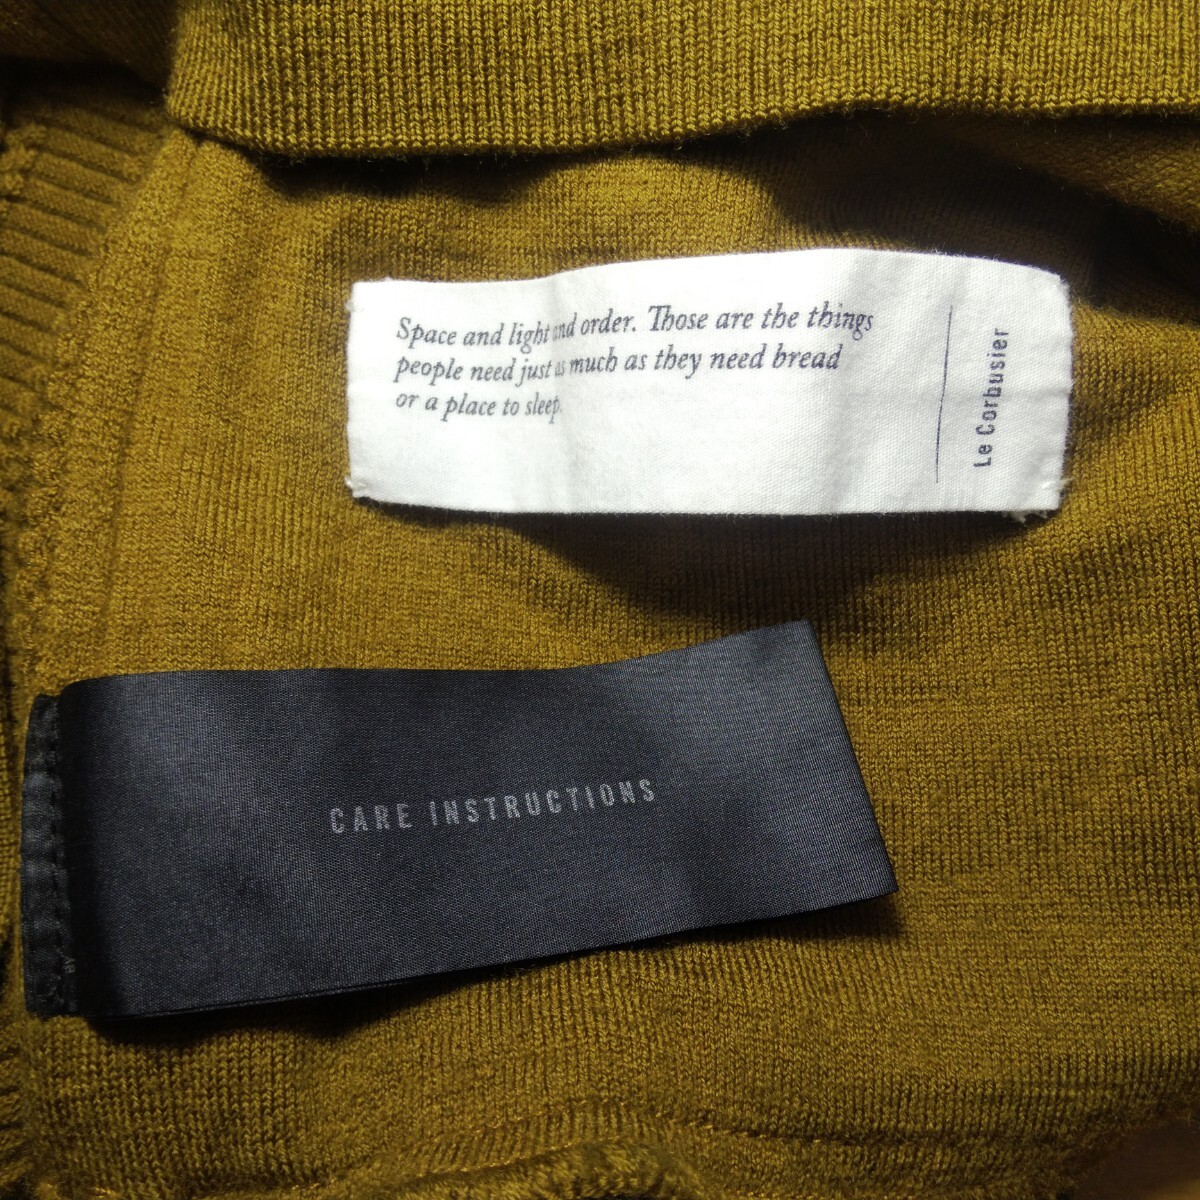 Space and light and order. Those are the things
people need just as much as they need bread
or a place to sleep.
Le Corbusier
CARE INSTRUCTIONS